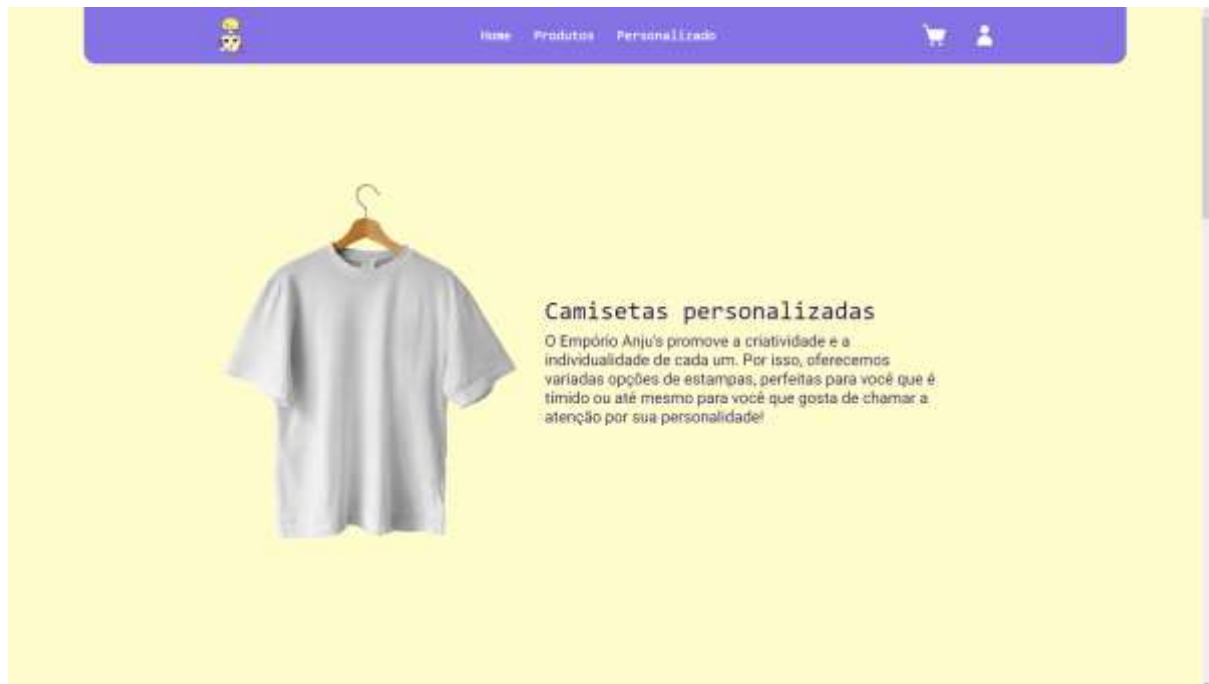 Home Produtos Personalizado
Camisetas personalizadas
O Empório Anju's promove a criatividade e a
individualidade de cada um. Por isso, oferecemos
variadas opções de estampas, perfeitas para você que é
tímido ou até mesmo para você que gosta de chamar a
atenção por sua personalidade!